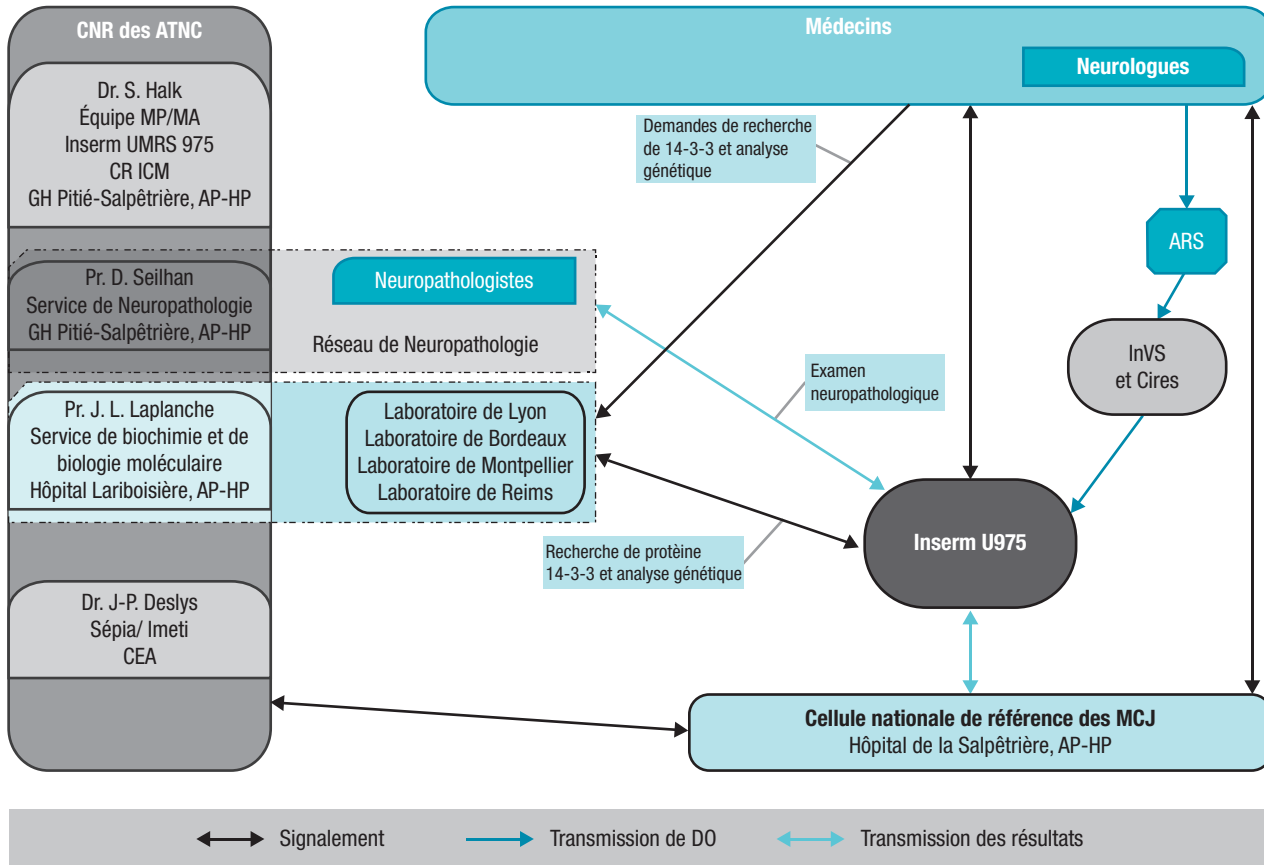 CNR des ATNC
Dr. S. Halk
Équipe MP/MA
Inserm UMRS 975
CR ICM
GH Pitié-Salpêtrière, AP-HP
Pr. D. Seilhan
Service de Neuropathologie
GH Pitié-Salpêtrière, AP-HP
Pr. J. L. Laplanche
Service de biochimie et de
biologie moléculaire
Hôpital Lariboisière, AP-HP
Dr. J-P. Deslys
Sépia/ Imeti
CEA
Médecins
Neurologues
Demandes de recherche
de 14-3-3 et analyse
génétique
Neuropathologistes
Réseau de Neuropathologie
ARS
InVS
et Cires
Examen
neuropathologique
Laboratoire de Lyon
Laboratoire de Bordeaux
Laboratoire de Montpellier
Laboratoire de Reims
Inserm U975
Recherche de protéine
14-3-3 et analyse génétique
Cellule nationale de référence des MCJ
Hôpital de la Salpêtrière, AP-HP
Signalement
Transmission de DO
Transmission des résultats